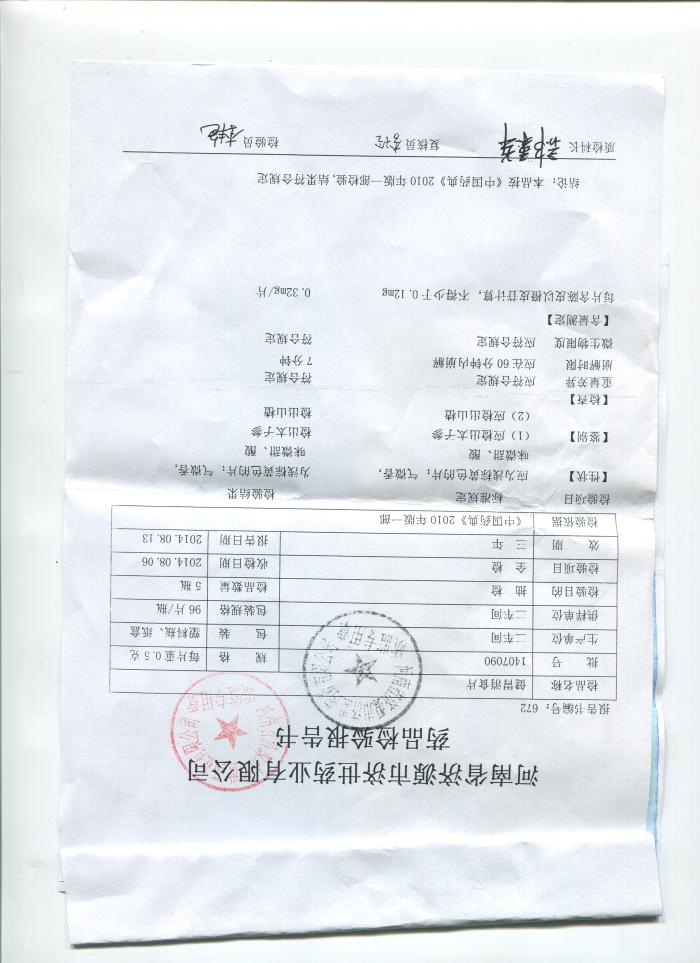 河南省济源市济世药业有限公司
药品检验报告书
报告书编号: 672
检品名称 健胃消食片
批 号 1407090 规 格 每片重0.5克
生产单位 二车间 包 装 塑料瓶、纸盒
供样单位 二车间 包装规格 96片/瓶
检验目的 抽 检 检品数量 5瓶
检验项目 全 检 收检日期 2014.08.06
效 期 三 年 报告日期 2014.08.13
检验依据 《中国药典》2010年版一部
检验项目 标准规定 检验结果
【性状】 应为浅棕黄色的片; 气微香, 为浅棕黄色的片; 气微香,
味微甜、酸 味微甜、酸
【鉴别】 (1) 应检出太子参 检出太子参
(2) 应检出山楂 检出山楂
【检查】
重量差异 应符合规定 符合规定
崩解时限 应在60分钟内崩解 7分钟
微生物限度 应符合规定 符合规定
【含量测定】
每片含陈皮以橙皮苷计算, 不得少于0.12mg 0.32mg/片
结论: 本品按《中国药典》2010年版一部检验, 结果符合规定
质检科长 复核员 检验员